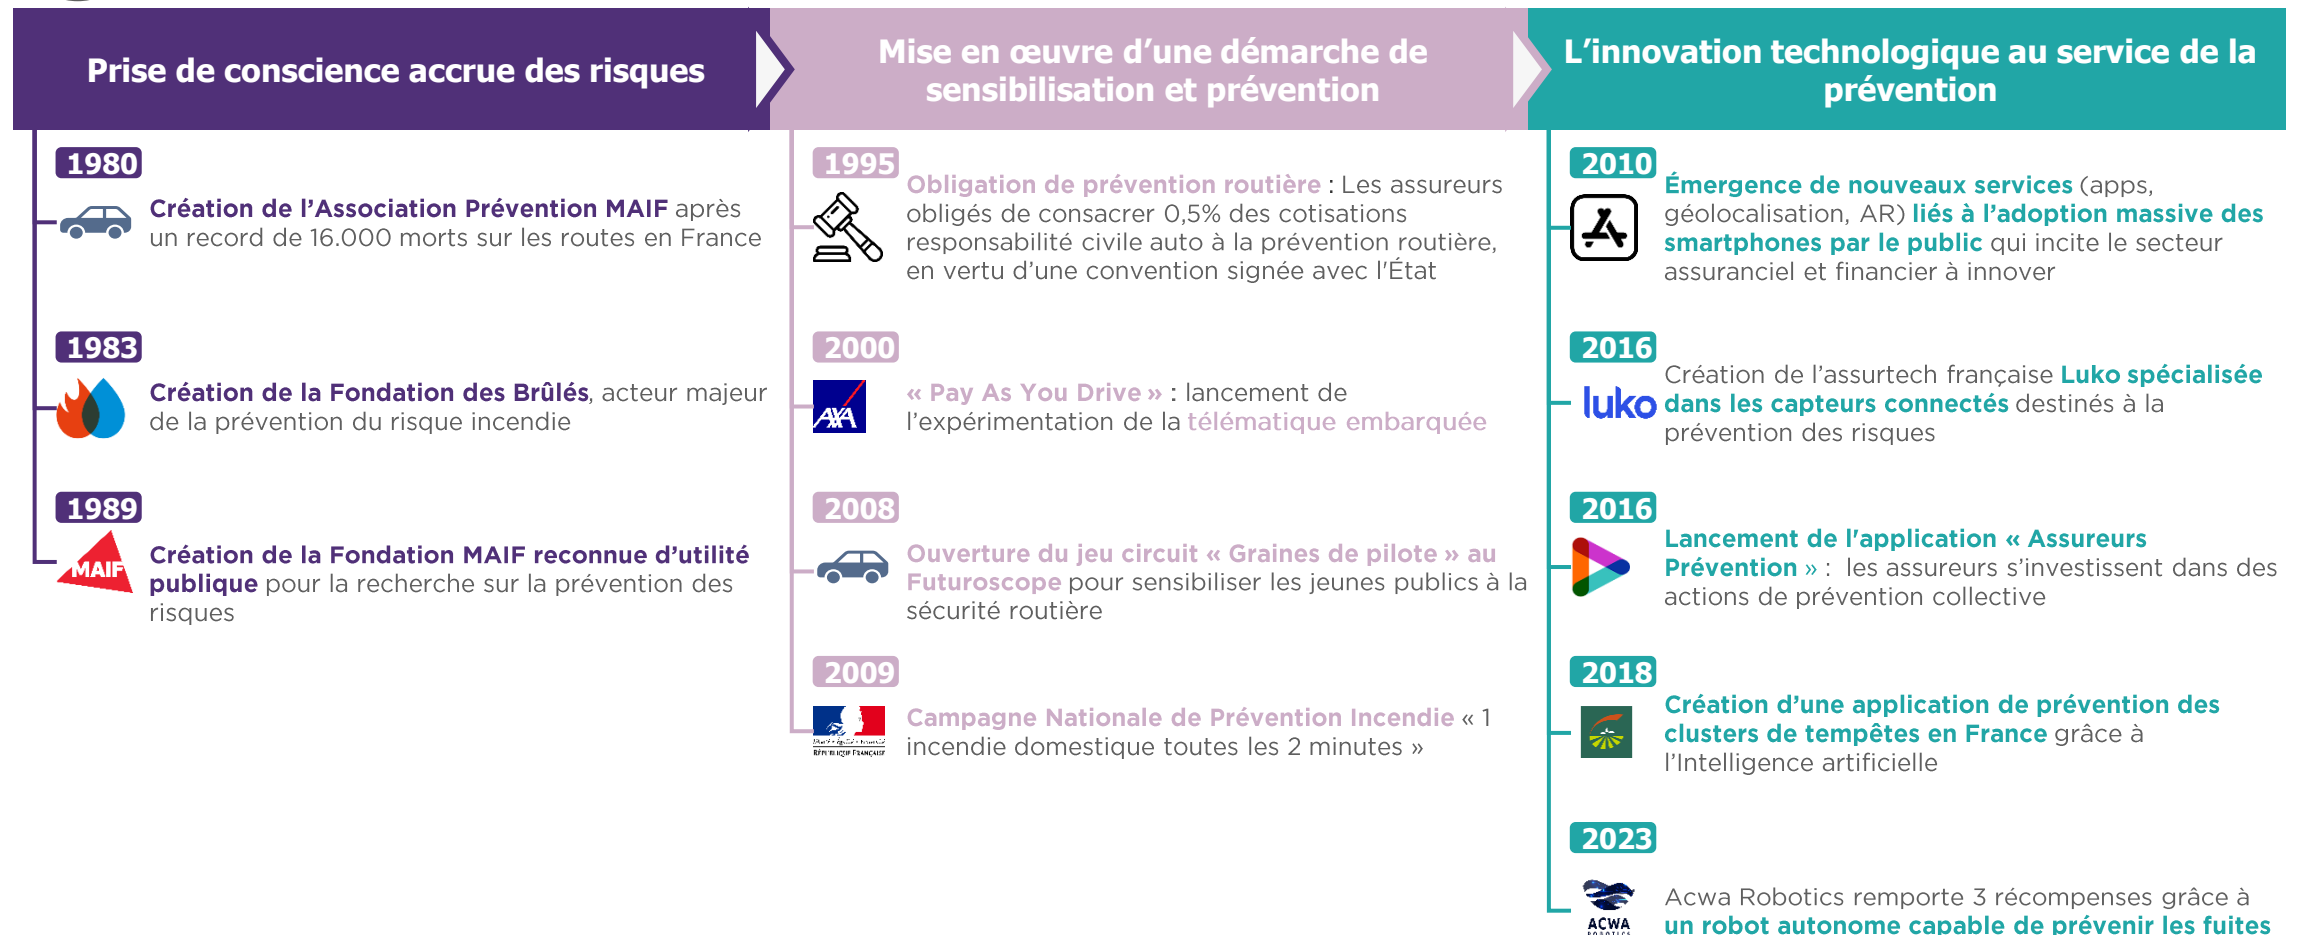 Prise de conscience accrue des risques
1980
Création de l’Association Prévention MAIF après
un record de 16.000 morts sur les routes en France
1983
Création de la Fondation des Brûlés, acteur majeur
de la prévention du risque incendie
1989
MAIF
Création de la Fondation MAIF reconnue d’utilité
publique pour la recherche sur la prévention des
risques
Mise en œuvre d’une démarche de
sensibilisation et prévention
1995
Obligation de prévention routière : Les assureurs
obligés de consacrer 0,5% des cotisations
responsabilité civile auto à la prévention routière,
en vertu d’une convention signée avec l'État
2000
AXA
« Pay As You Drive » : lancement de
l’expérimentation de la télématique embarquée
2008
Ouverture du jeu circuit « Graines de pilote » au
Futuroscope pour sensibiliser les jeunes publics à la
sécurité routière
2009
RÉPUBLIQUE FRANÇAISE
Campagne Nationale de Prévention Incendie « 1
incendie domestique toutes les 2 minutes »
L’innovation technologique au service de la
prévention
2010
Émergence de nouveaux services (apps,
géolocalisation, AR) liés à l’adoption massive des
smartphones par le public qui incite le secteur
assuranciel et financier à innover
2016
luko
Création de l’assurtech française Luko spécialisée
dans les capteurs connectés destinés à la
prévention des risques
2016
Lancement de l'application « Assureurs
Prévention » : les assureurs s’investissent dans des
actions de prévention collective
2018
Création d’une application de prévention des
clusters de tempêtes en France grâce à
l’Intelligence artificielle
2023
ACWA
ROBOTICS
Acwa Robotics remporte 3 récompenses grâce à
un robot autonome capable de prévenir les fuites